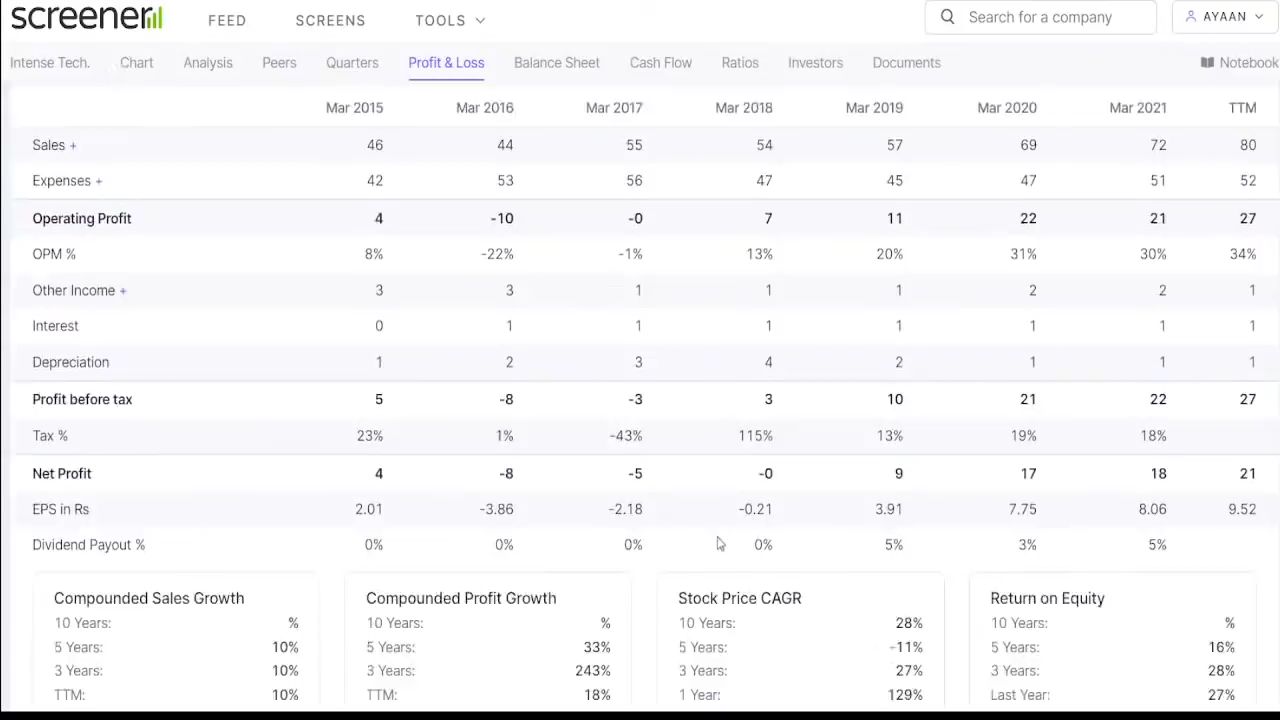 screener FEED SCREENS TOOLS Search for a company AYAAN
Intense Tech. Chart Analysis Peers Quarters Profit & Loss Balance Sheet Cash Flow Ratios Investors Documents Notebook
Mar 2015 Mar 2016 Mar 2017 Mar 2018 Mar 2019 Mar 2020 Mar 2021 TTM
Sales + 46 44 55 54 57 69 72 80
Expenses + 42 53 56 47 45 47 51 52
Operating Profit 4 -10 -0 7 11 22 21 27
OPM % 8% -22% -1% 13% 20% 31% 30% 34%
Other Income + 3 3 1 1 1 2 2 1
Interest 0 1 1 1 1 1 1 1
Depreciation 1 2 3 4 2 1 1 1
Profit before tax 5 -8 -3 3 10 21 22 27
Tax % 23% 1% -43% 115% 13% 19% 18%
Net Profit 4 -8 -5 -0 9 17 18 21
EPS in Rs 2.01 -3.86 -2.18 -0.21 3.91 7.75 8.06 9.52
Dividend Payout % 0% 0% 0% 0% 5% 3% 5%
Compounded Sales Growth
10 Years: %
5 Years: 10%
3 Years: 10%
TTM: 10%
Compounded Profit Growth
10 Years: %
5 Years: 33%
3 Years: 243%
TTM: 18%
Stock Price CAGR
10 Years: 28%
5 Years: -11%
3 Years: 27%
1 Year: 129%
Return on Equity
10 Years: %
5 Years: 16%
3 Years: 28%
Last Year: 27%